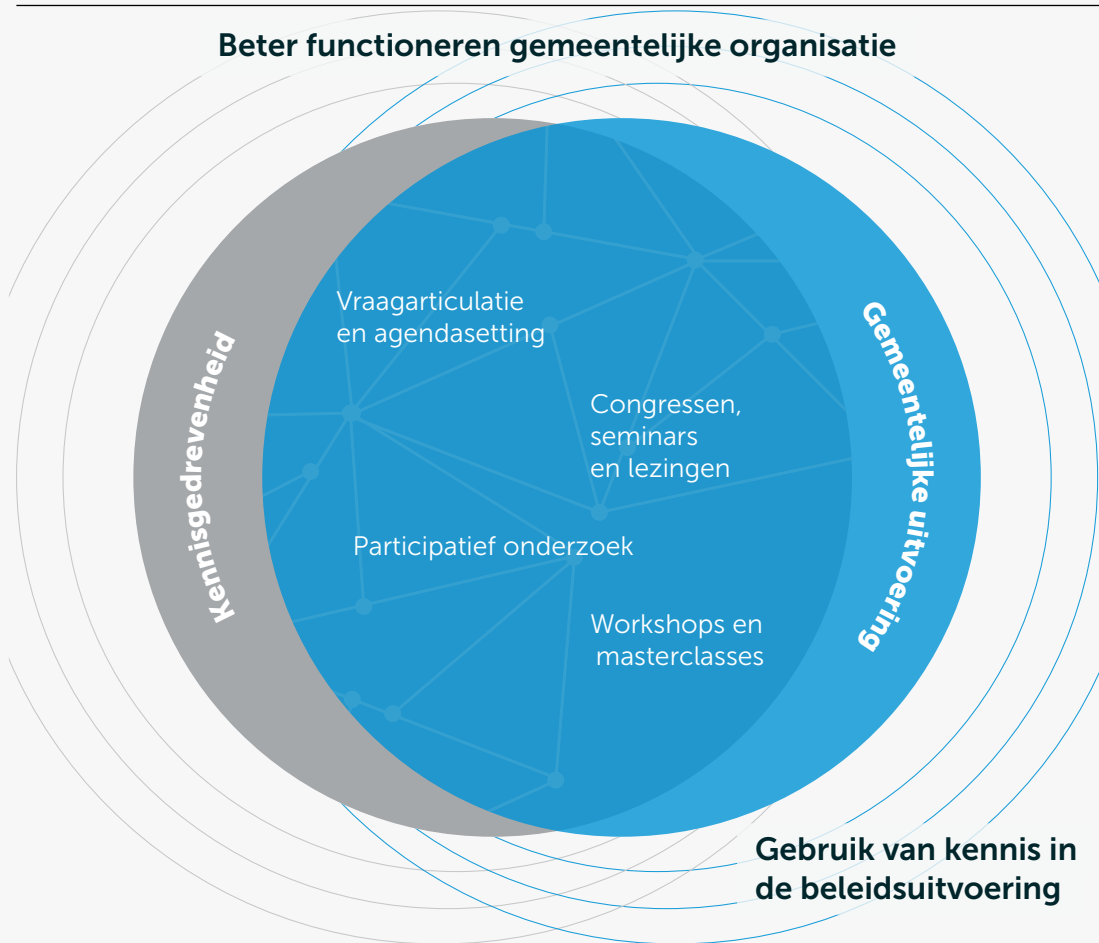 Beter functioneren gemeentelijke organisatie
Kennisgedrevenheid
Vraagarticulatie
en agendasetting
Congressen,
seminars
en lezingen
Participatief onderzoek
Workshops en
masterclasses
Gemeentelijke uitvoering
Gebruik van kennis in
de beleidsuitvoering